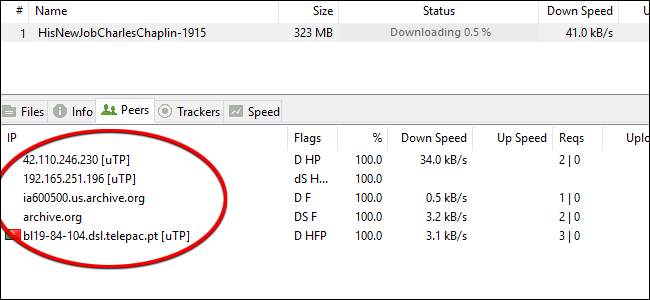 # Name Size Status Down Speed U
1 HisNewJobCharlesChaplin-1915 323 MB Downloading 0.5 % 41.0 kB/s
Files Info Peers Trackers Speed
IP Flags % Down Speed Up Speed Reqs Uplo
42.110.246.230 [uTP] D HP 100.0 34.0 kB/s 2 | 0
192.165.251.196 [uTP] dS H... 100.0
ia600500.us.archive.org D F 100.0 0.5 kB/s 1 | 0
archive.org DS F 100.0 3.2 kB/s 2 | 0
bl19-84-104.dsl.telepac.pt [uTP] D HFP 100.0 3.1 kB/s 3 | 0